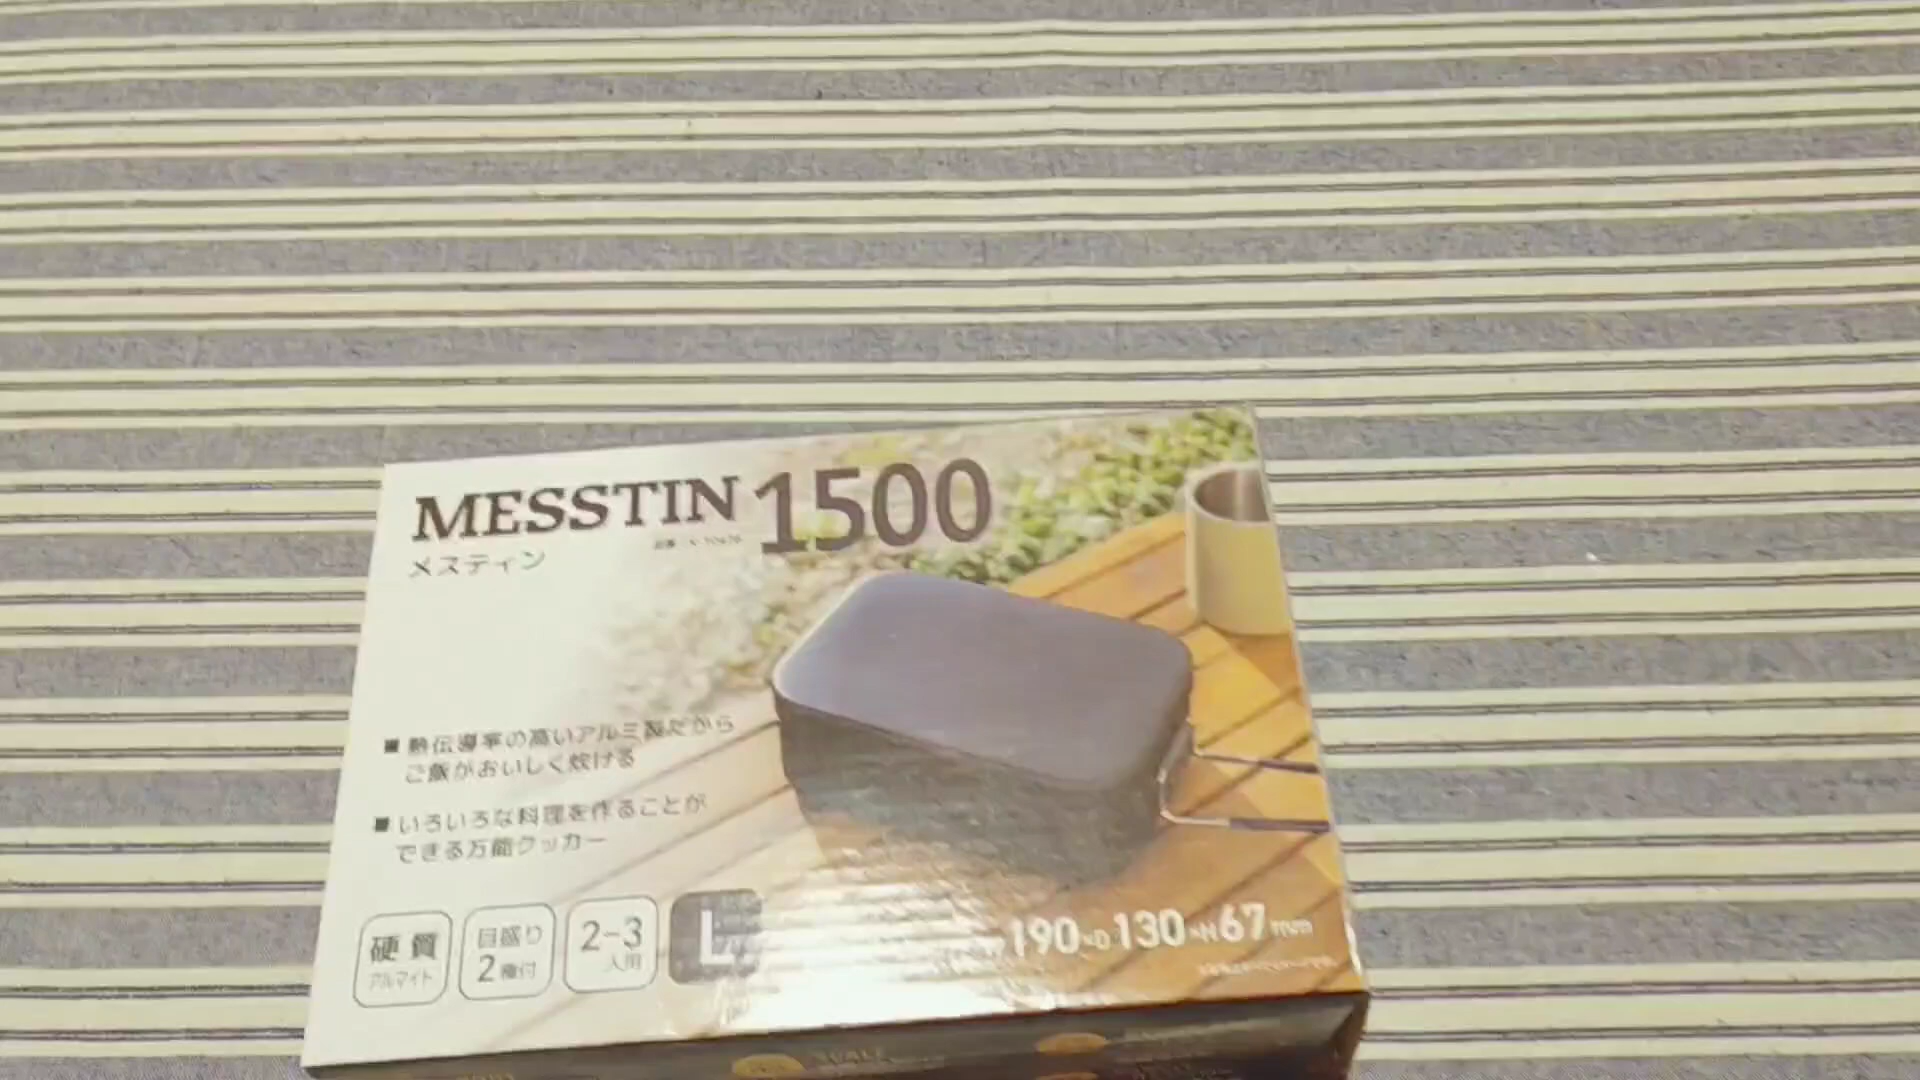 MESSTIN 1500
メスティン
■ 熱伝導率の高いアルミ製だから
ご飯がおいしく炊ける
■ いろいろな料理を作ることが
できる万能クッカー
硬質
アルマイト
目盛り
2種付
2-3
人用
L
190×D130×H67mm
SCALE